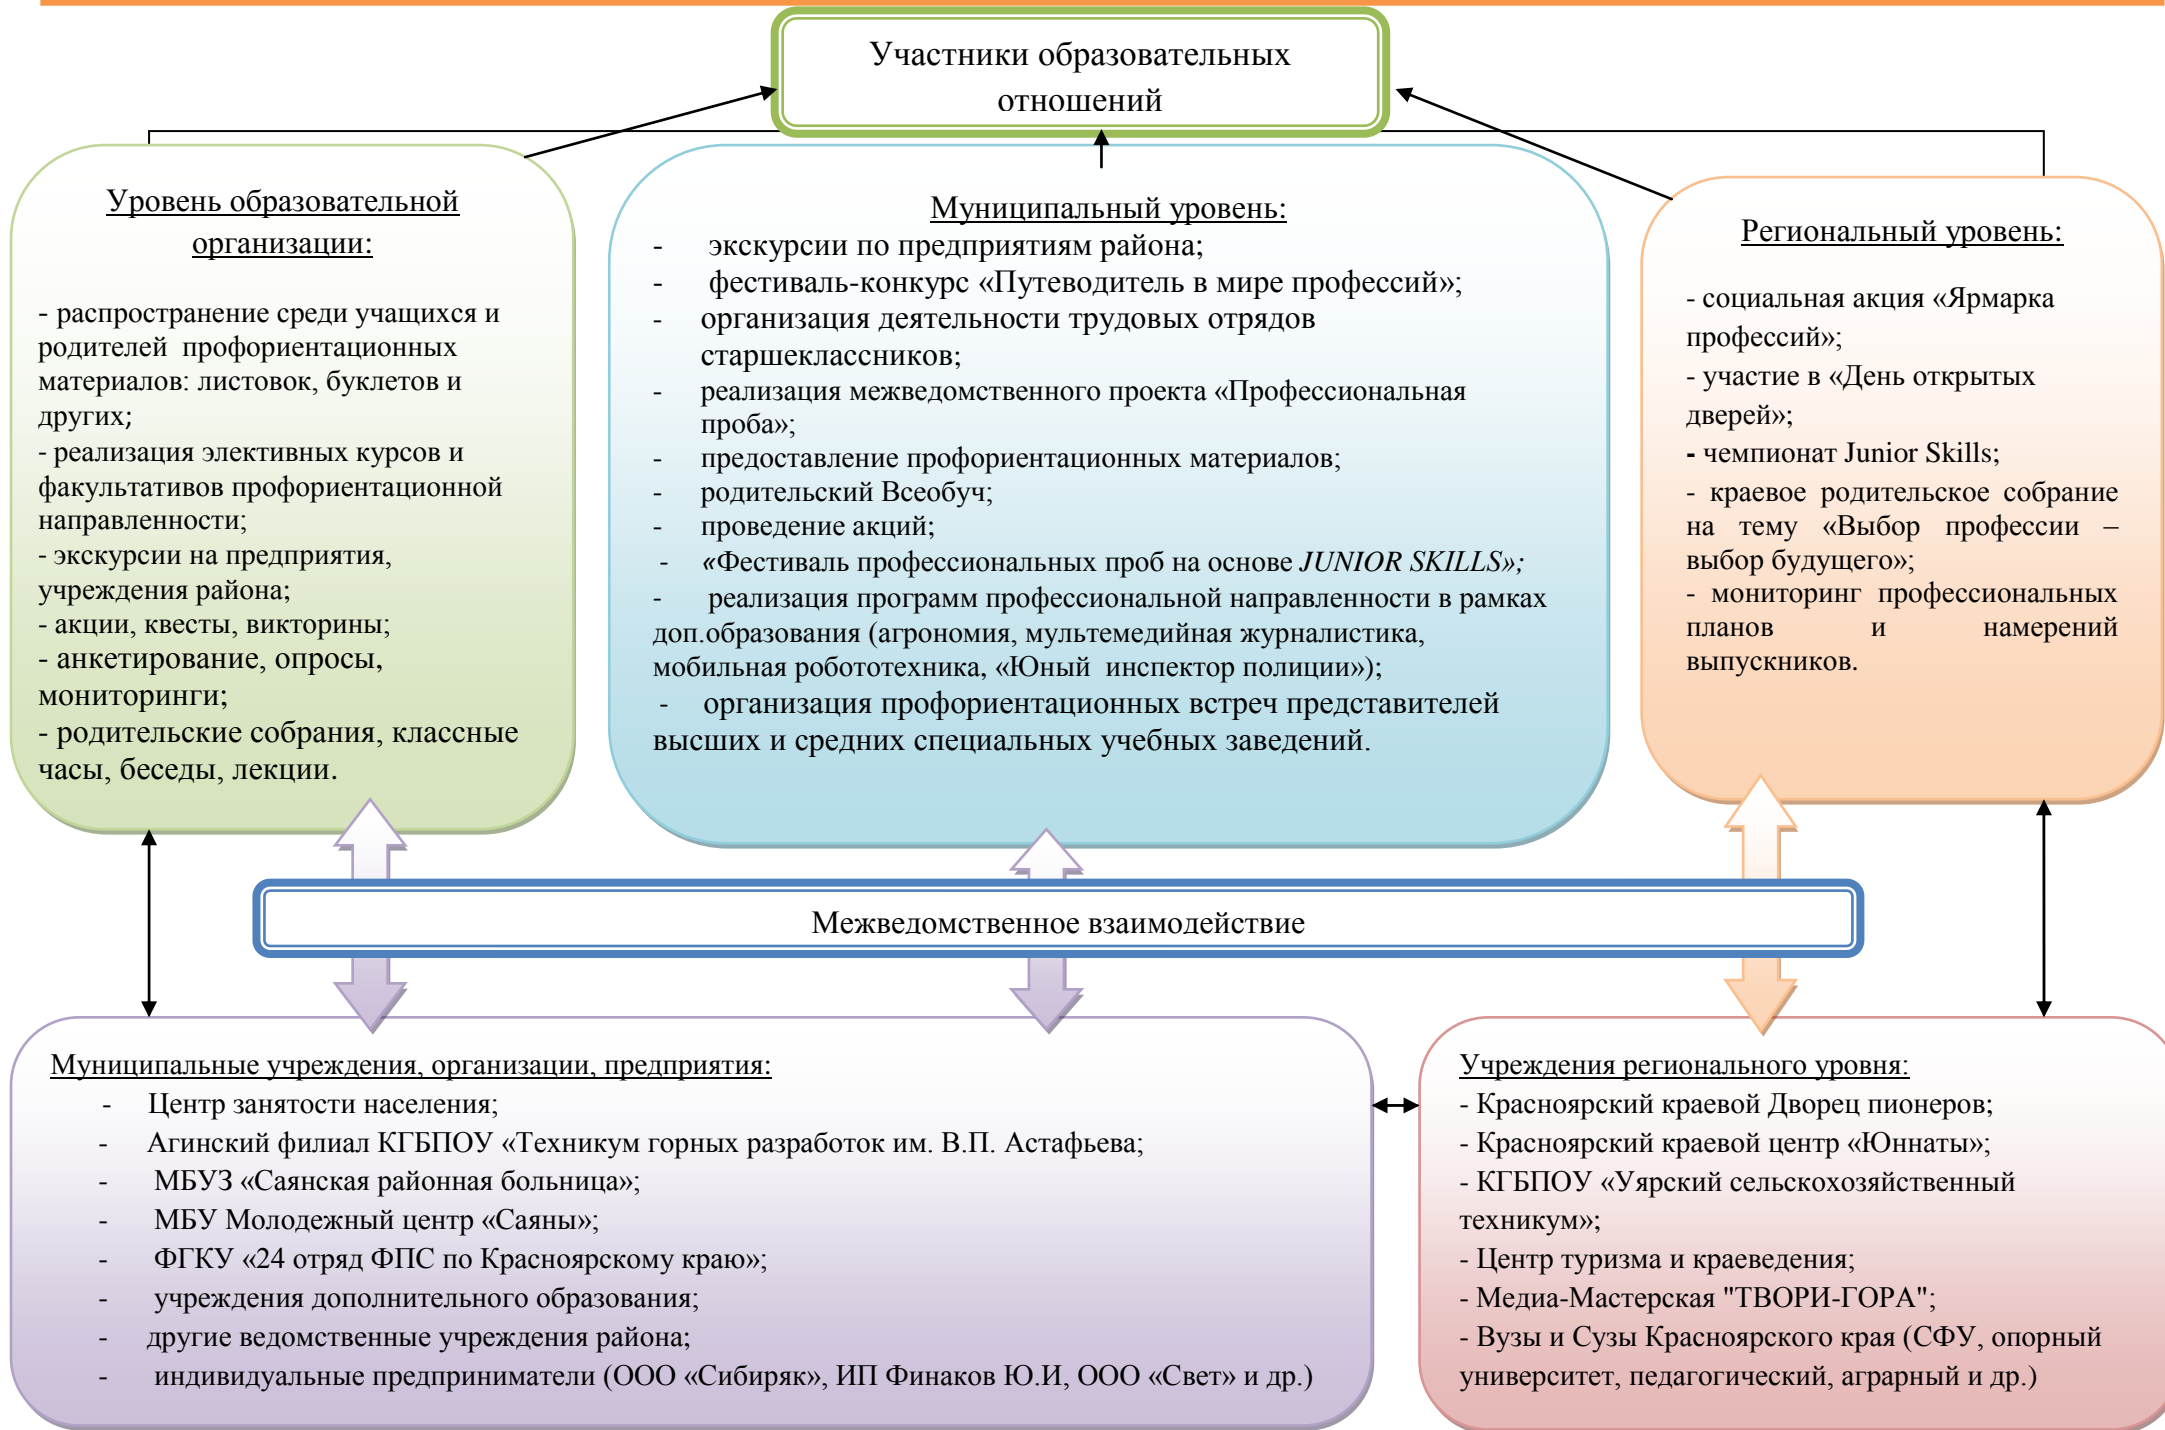 Участники образовательных
отношений
Уровень образовательной
организации:
- распространение среди учащихся и
родителей профориентационных
материалов: листовок, буклетов и
других;
- реализация элективных курсов и
факультативов профориентационной
направленности;
- экскурсии на предприятия,
учреждения района;
- акции, квесты, викторины;
- анкетирование, опросы,
мониторинги;
- родительские собрания, классные
часы, беседы, лекции.
Муниципальный уровень:
- экскурсии по предприятиям района;
- фестиваль-конкурс «Путеводитель в мире профессий»;
- организация деятельности трудовых отрядов
старшеклассников;
- реализация межведомственного проекта «Профессиональная
проба»;
- предоставление профориентационных материалов;
- родительский Всеобуч;
- проведение акций;
- «Фестиваль профессиональных проб на основе JUNIOR SKILLS»;
- реализация программ профессиональной направленности в рамках
доп.образования (агрономия, мультемедийная журналистика,
мобильная робототехника, «Юный инспектор полиции»);
- организация профориентационных встреч представителей
высших и средних специальных учебных заведений.
Региональный уровень:
- социальная акция «Ярмарка
профессий»;
- участие в «День открытых
дверей»;
- чемпионат Junior Skills;
- краевое родительское собрание
на тему «Выбор профессии –
выбор будущего»;
- мониторинг профессиональных
планов и намерений
выпускников.
Межведомственное взаимодействие
Муниципальные учреждения, организации, предприятия:
- Центр занятости населения;
- Агинский филиал КГБПОУ «Техникум горных разработок им. В.П. Астафьева;
- МБУЗ «Саянская районная больница»;
- МБУ Молодежный центр «Саяны»;
- ФГКУ «24 отряд ФПС по Красноярскому краю»;
- учреждения дополнительного образования;
- другие ведомственные учреждения района;
- индивидуальные предприниматели (ООО «Сибиряк», ИП Финаков Ю.И, ООО «Свет» и др.)
Учреждения регионального уровня:
- Красноярский краевой Дворец пионеров;
- Красноярский краевой центр «Юннаты»;
- КГБПОУ «Уярский сельскохозяйственный
техникум»;
- Центр туризма и краеведения;
- Медиа-Мастерская "ТВОРИ-ГОРА";
- Вузы и Сузы Красноярского края (СФУ, опорный
университет, педагогический, аграрный и др.)